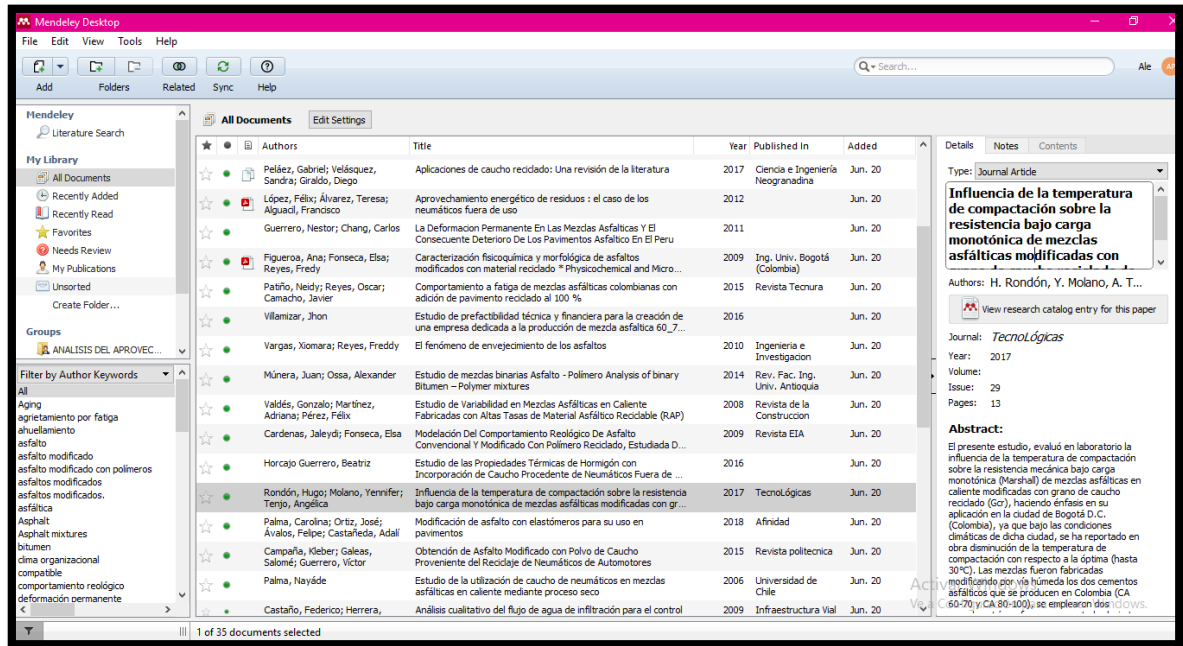 Mendeley Desktop
File Edit View Tools Help
Search...
Ale AP
Add Folders Related Sync Help
Mendeley
Literature Search
My Library
All Documents
Recently Added
Recently Read
Favorites
Needs Review
My Publications
Unsorted
Create Folder...
Groups
ANALISIS DEL APROVEC...
Filter by Author Keywords
All
Aging
agrietamiento por fatiga
ahuellamiento
asfalto
asfalto modificado
asfalto modificado con polímeros
asfaltos modificados
asfaltos modificados.
asfáltica
Asphalt
Asphalt mixtures
bitumen
clima organizacional
compatible
comportamiento reológico
deformación permanente
All Documents Edit Settings
Authors Title Year Published In Added
Peláez, Gabriel; Velásquez, Aplicaciones de caucho reciclado: Una revisión de la literatura 2017 Ciencia e Ingeniería Jun. 20
Sandra; Giraldo, Diego Neogranadina
López, Félix; Álvarez, Teresa; Aprovechamiento energético de residuos : el caso de los 2012 Jun. 20
Alguacil, Francisco neumáticos fuera de uso
Guerrero, Nestor; Chang, Carlos La Deformacion Permanente En Las Mezclas Asfálticas Y El 2011 Jun. 20
Consecuente Deterioro De Los Pavimentos Asfáltico En El Peru
Figueroa, Ana; Fonseca, Elsa; Caracterización fisicoquímica y morfológica de asfaltos 2009 Ing. Univ. Bogotá Jun. 20
Reyes, Fredy modificados con material reciclado * Physicochemical and Micro... (Colombia)
Patiño, Neidy; Reyes, Oscar; Comportamiento a fatiga de mezclas asfálticas colombianas con 2015 Revista Tecnura Jun. 20
Camacho, Javier adición de pavimento reciclado al 100 %
Villamizar, Jhon Estudio de prefactibilidad técnica y financiera para la creación de 2016 Jun. 20
una empresa dedicada a la producción de mezcla asfaltica 60_7...
Vargas, Xiomara; Reyes, Freddy El fenómeno de envejecimiento de los asfaltos 2010 Ingenieria e Jun. 20
Investigacion
Múnera, Juan; Ossa, Alexander Estudio de mezclas binarias Asfalto - Polímero Analysis of binary 2014 Rev. Fac. Ing. Jun. 20
Bitumen – Polymer mixtures Univ. Antioquia
Valdés, Gonzalo; Martínez, Estudio de Variabilidad en Mezclas Asfálticas en Caliente 2008 Revista de la Jun. 20
Adriana; Pérez, Félix Fabricadas con Altas Tasas de Material Asfáltico Reciclable (RAP) Construccion
Cardenas, Jaleydi; Fonseca, Elsa Modelación Del Comportamiento Reológico De Asfalto 2009 Revista EIA Jun. 20
Convencional Y Modificado Con Polímero Reciclado, Estudiada D...
Horcajo Guerrero, Beatriz Estudio de las Propiedades Térmicas de Hormigón con 2016 Jun. 20
Incorporación de Caucho Procedente de Neumáticos Fuera de ...
Rondón, Hugo; Molano, Yennifer; Influencia de la temperatura de compactación sobre la resistencia 2017 TecnoLógicas Jun. 20
Tenjo, Angélica bajo carga monotónica de mezclas asfálticas modificadas con gr...
Palma, Carolina; Ortiz, José; Modificación de asfalto con elastómeros para su uso en 2018 Afinidad Jun. 20
Ávalos, Felipe; Castañeda, Adalí pavimentos
Campaña, Kleber; Galeas, Obtención de Asfalto Modificado con Polvo de Caucho 2015 Revista politecnica Jun. 20
Salomé; Guerrero, Víctor Proveniente del Reciclaje de Neumáticos de Automotores
Palma, Nayáde Estudio de la utilización de caucho de neumáticos en mezclas 2006 Universidad de Jun. 20
asfálticas en caliente mediante proceso seco Chile
Castaño, Federico; Herrera, Análisis cualitativo del flujo de agua de infiltración para el control 2009 Infraestructura Vial Jun. 20
1 of 35 documents selected
Details Notes Contents
Type: Journal Article
Influencia de la temperatura
de compactación sobre la
resistencia bajo carga
monotónica de mezclas
asfálticas modificadas con
grano de caucho reciclado de
Authors: H. Rondón, Y. Molano, A. T...
View research catalog entry for this paper
Journal: TecnoLógicas
Year: 2017
Volume:
Issue: 29
Pages: 13
Abstract:
El presente estudio, evaluó en laboratorio la
influencia de la temperatura de compactación
sobre la resistencia mecánica bajo carga
monotónica (Marshall) de mezclas asfálticas en
caliente modificadas con grano de caucho
reciclado (Gcr), haciendo énfasis en su
aplicación en la ciudad de Bogotá D.C.
(Colombia), ya que bajo las condiciones
climáticas de dicha ciudad, se ha reportado en
obra disminución de la temperatura de
compactación con respecto a la óptima (hasta
30°C). Las mezclas fueron fabricadas
modificando por vía húmeda los dos cementos
asfálticos que se producen en Colombia (CA
60-70 y CA 80-100), se emplearon dos